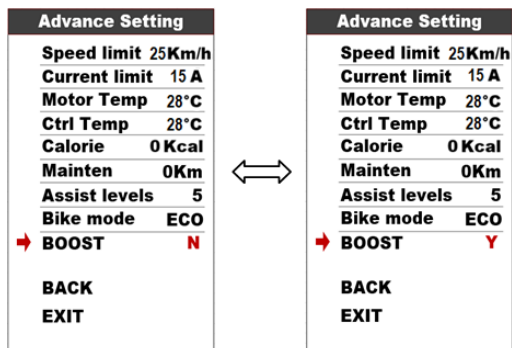 Advance Setting
Speed limit 25Km/h
Current limit 15 A
Motor Temp 28°C
Ctrl Temp 28°C
Calorie 0 Kcal
Mainten 0Km
Assist levels 5
Bike mode ECO
BOOST N
BACK
EXIT
Advance Setting
Speed limit 25Km/h
Current limit 15 A
Motor Temp 28°C
Ctrl Temp 28°C
Calorie 0 Kcal
Mainten 0Km
Assist levels 5
Bike mode ECO
BOOST Y
BACK
EXIT